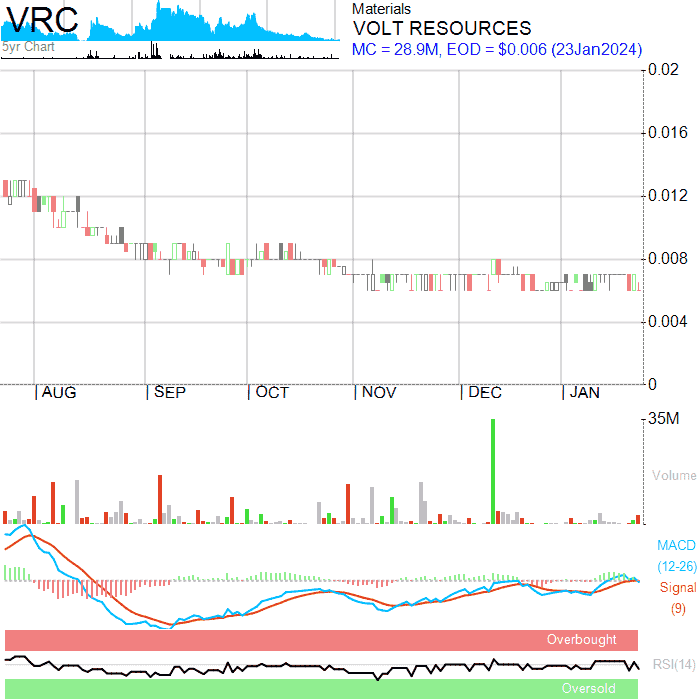 VRC
5yr Chart
Materials
VOLT RESOURCES
MC = 28.9M, EOD = $0.006 (23Jan2024)
0.02
0.016
0.012
0.008
0.004
0
AUG SEP OCT NOV DEC JAN
35M
Volume
MACD
(12-26)
Signal
(9)
Overbought
RSI(14)
Oversold